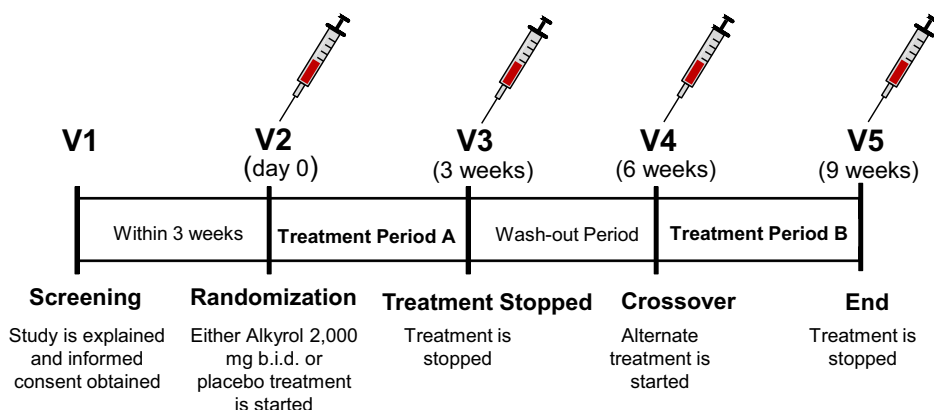 V1
V2
(day 0)
V3
(3 weeks)
V4
(6 weeks)
V5
(9 weeks)
Within 3 weeks
Treatment Period A
Wash-out Period
Treatment Period B
Screening
Study is explained
and informed
consent obtained
Randomization
Either Alkyrol 2,000
mg b.i.d. or
placebo treatment
is started
Treatment Stopped
Treatment is
stopped
Crossover
Alternate
treatment is
started
End
Treatment is
stopped